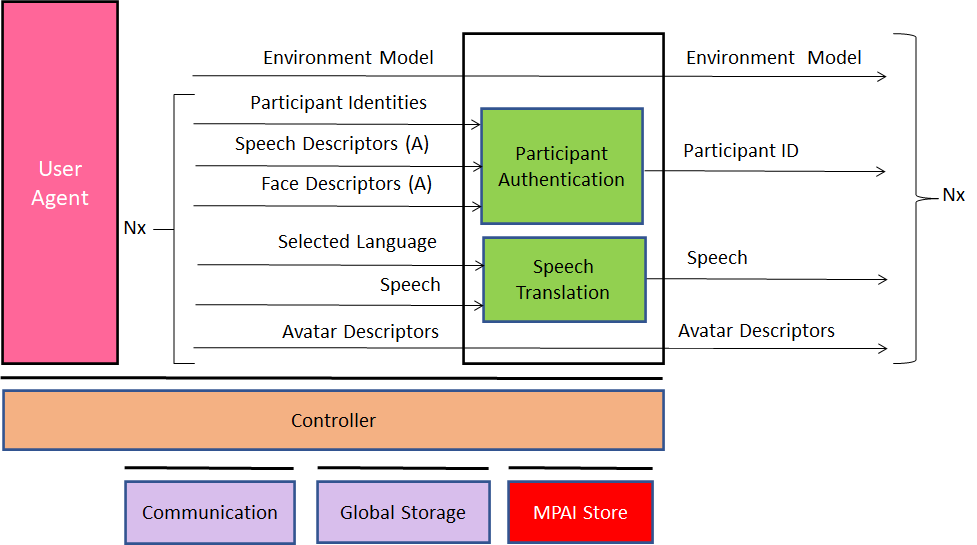 Environment Model
Environment Model
Participant Identities
Speech Descriptors (A)
Participant
Authentication
Participant ID
User
Agent
Face Descriptors (A)
Nx
Nx
Selected Language
Speech
Translation
Speech
Speech
Avatar Descriptors
Avatar Descriptors
Controller
Communication
Global Storage
MPAI Store